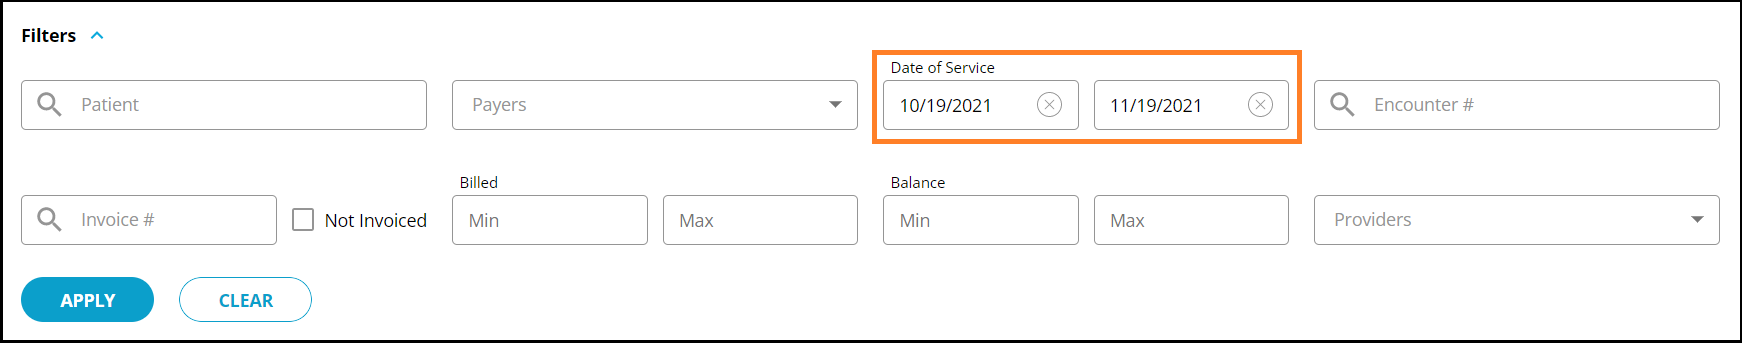 Filters
Date of Service
Patient
Payers
10/19/2021
11/19/2021
Encounter #
Billed
Balance
Invoice #
Not Invoiced
Min
Max
Min
Max
Providers
APPLY
CLEAR